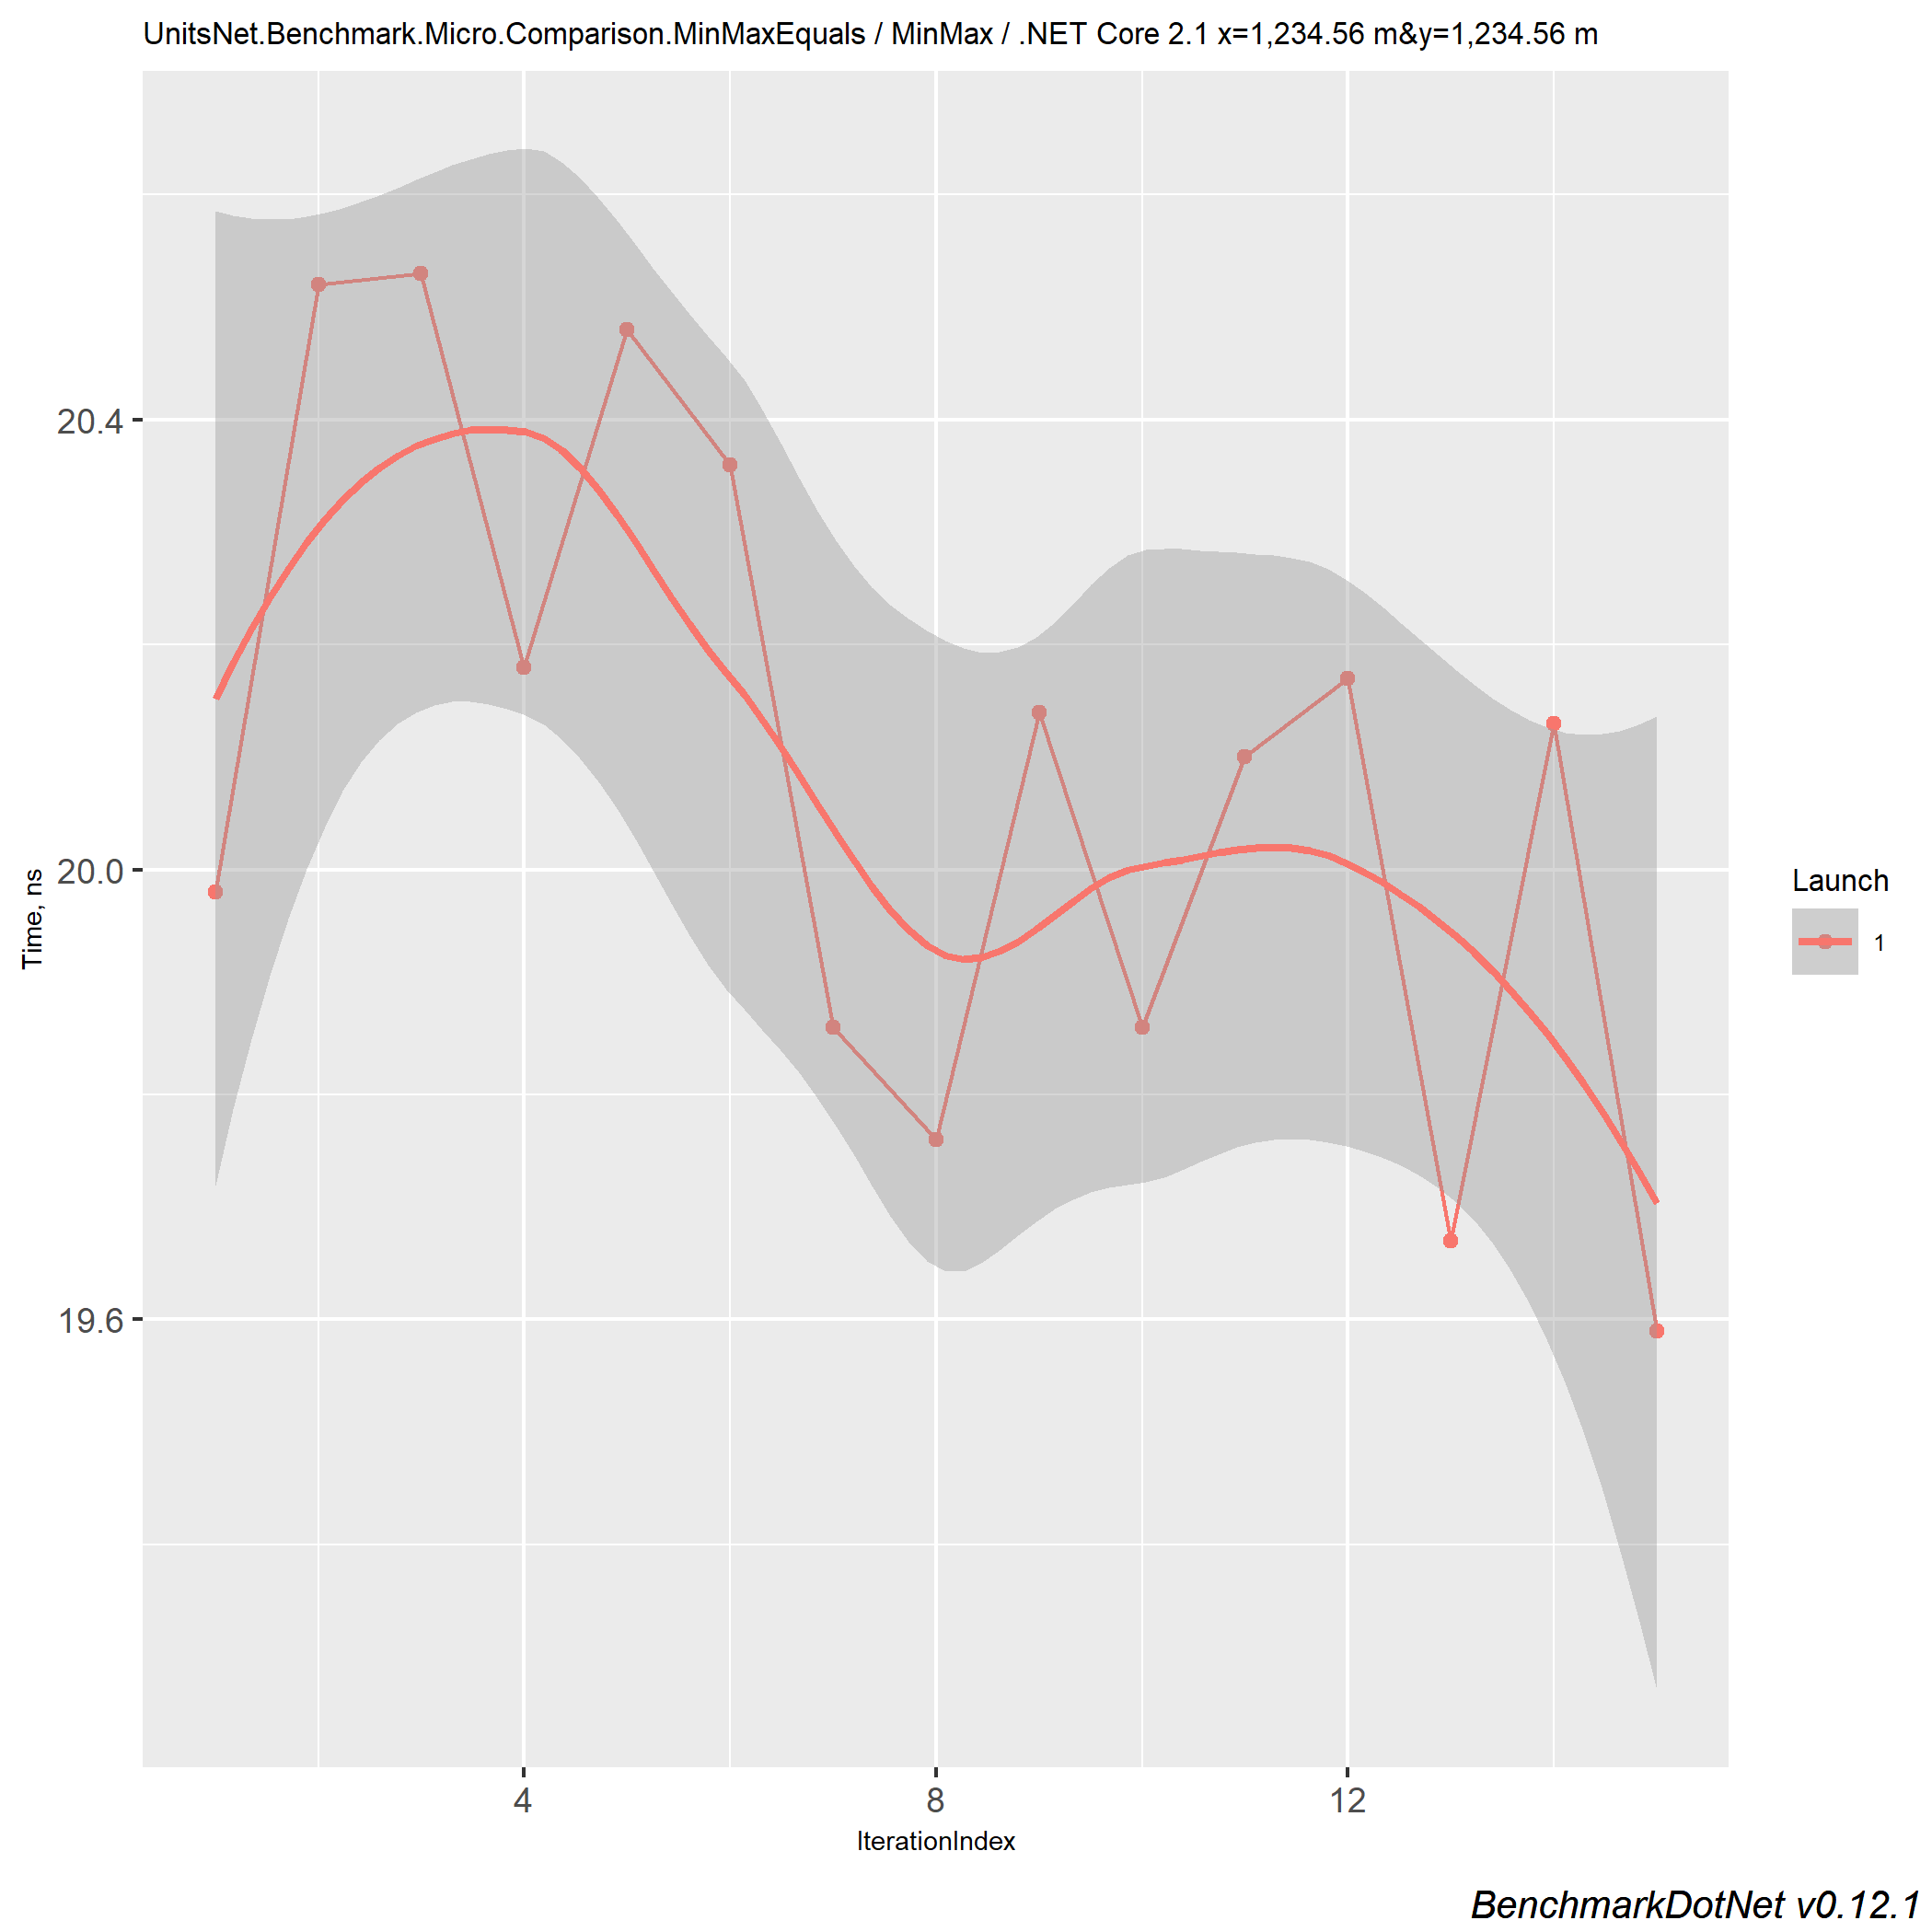 UnitsNet.Benchmark.Micro.Comparison.MinMaxEquals / MinMax / .NET Core 2.1 x=1,234.56 m&y=1,234.56 m
20.4
20.0
19.6
Time, ns
4 8 12
IterationIndex
Launch
1
BenchmarkDotNet v0.12.1